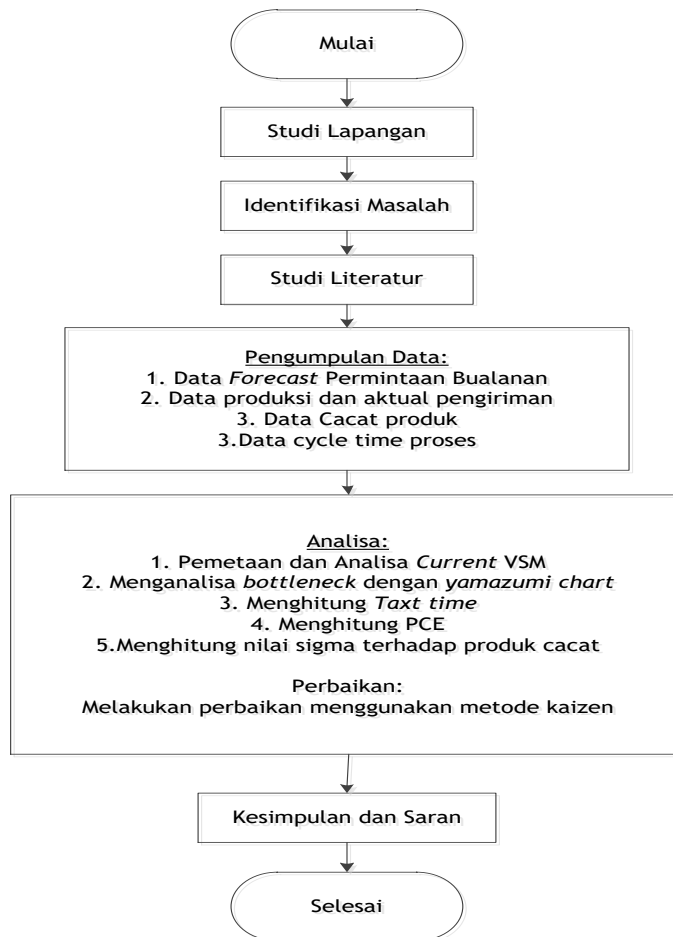 Mulai
Studi Lapangan
Identifikasi Masalah
Studi Literatur
Pengumpulan Data:
1. Data Forecast Permintaan Bualanan
2. Data produksi dan aktual pengiriman
3. Data Cacat produk
3.Data cycle time proses
Analisa:
1. Pemetaan dan Analisa Current VSM
2. Menganalisa bottleneck dengan yamazumi chart
3. Menghitung Taxt time
4. Menghitung PCE
5.Menghitung nilai sigma terhadap produk cacat
Perbaikan:
Melakukan perbaikan menggunakan metode kaizen
Kesimpulan dan Saran
Selesai